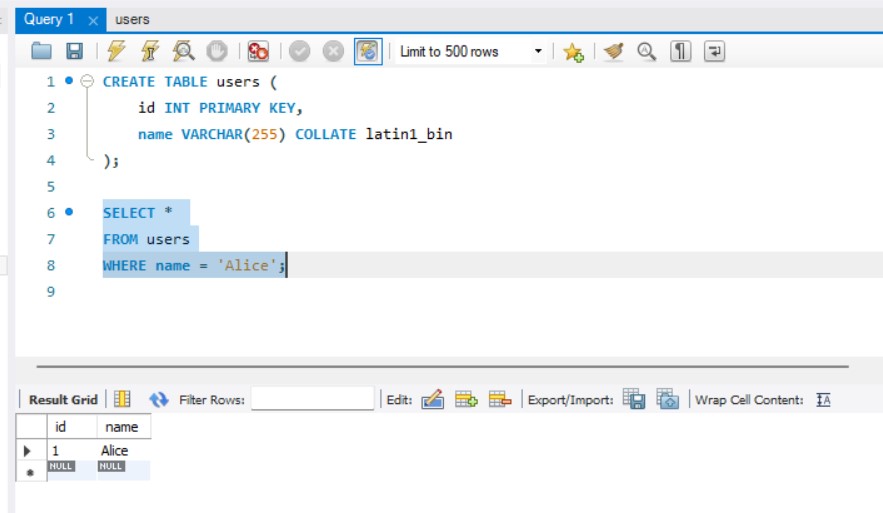 Query 1 × users
Limit to 500 rows
1 CREATE TABLE users (
2 id INT PRIMARY KEY,
3 name VARCHAR(255) COLLATE latin1_bin
4 );
5
6 SELECT *
7 FROM users
8 WHERE name = 'Alice';
9
Result Grid Filter Rows: Edit: Export/Import: Wrap Cell Content: IA
id name
1 Alice
NULL NULL